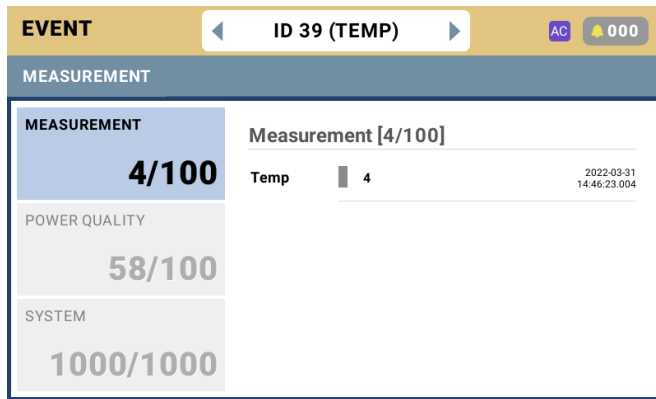 EVENT
ID 39 (TEMP)
AC
000
MEASUREMENT
MEASUREMENT
4/100
POWER QUALITY
58/100
SYSTEM
1000/1000
Measurement [4/100]
Temp 4 2022-03-31
14:46:23.004